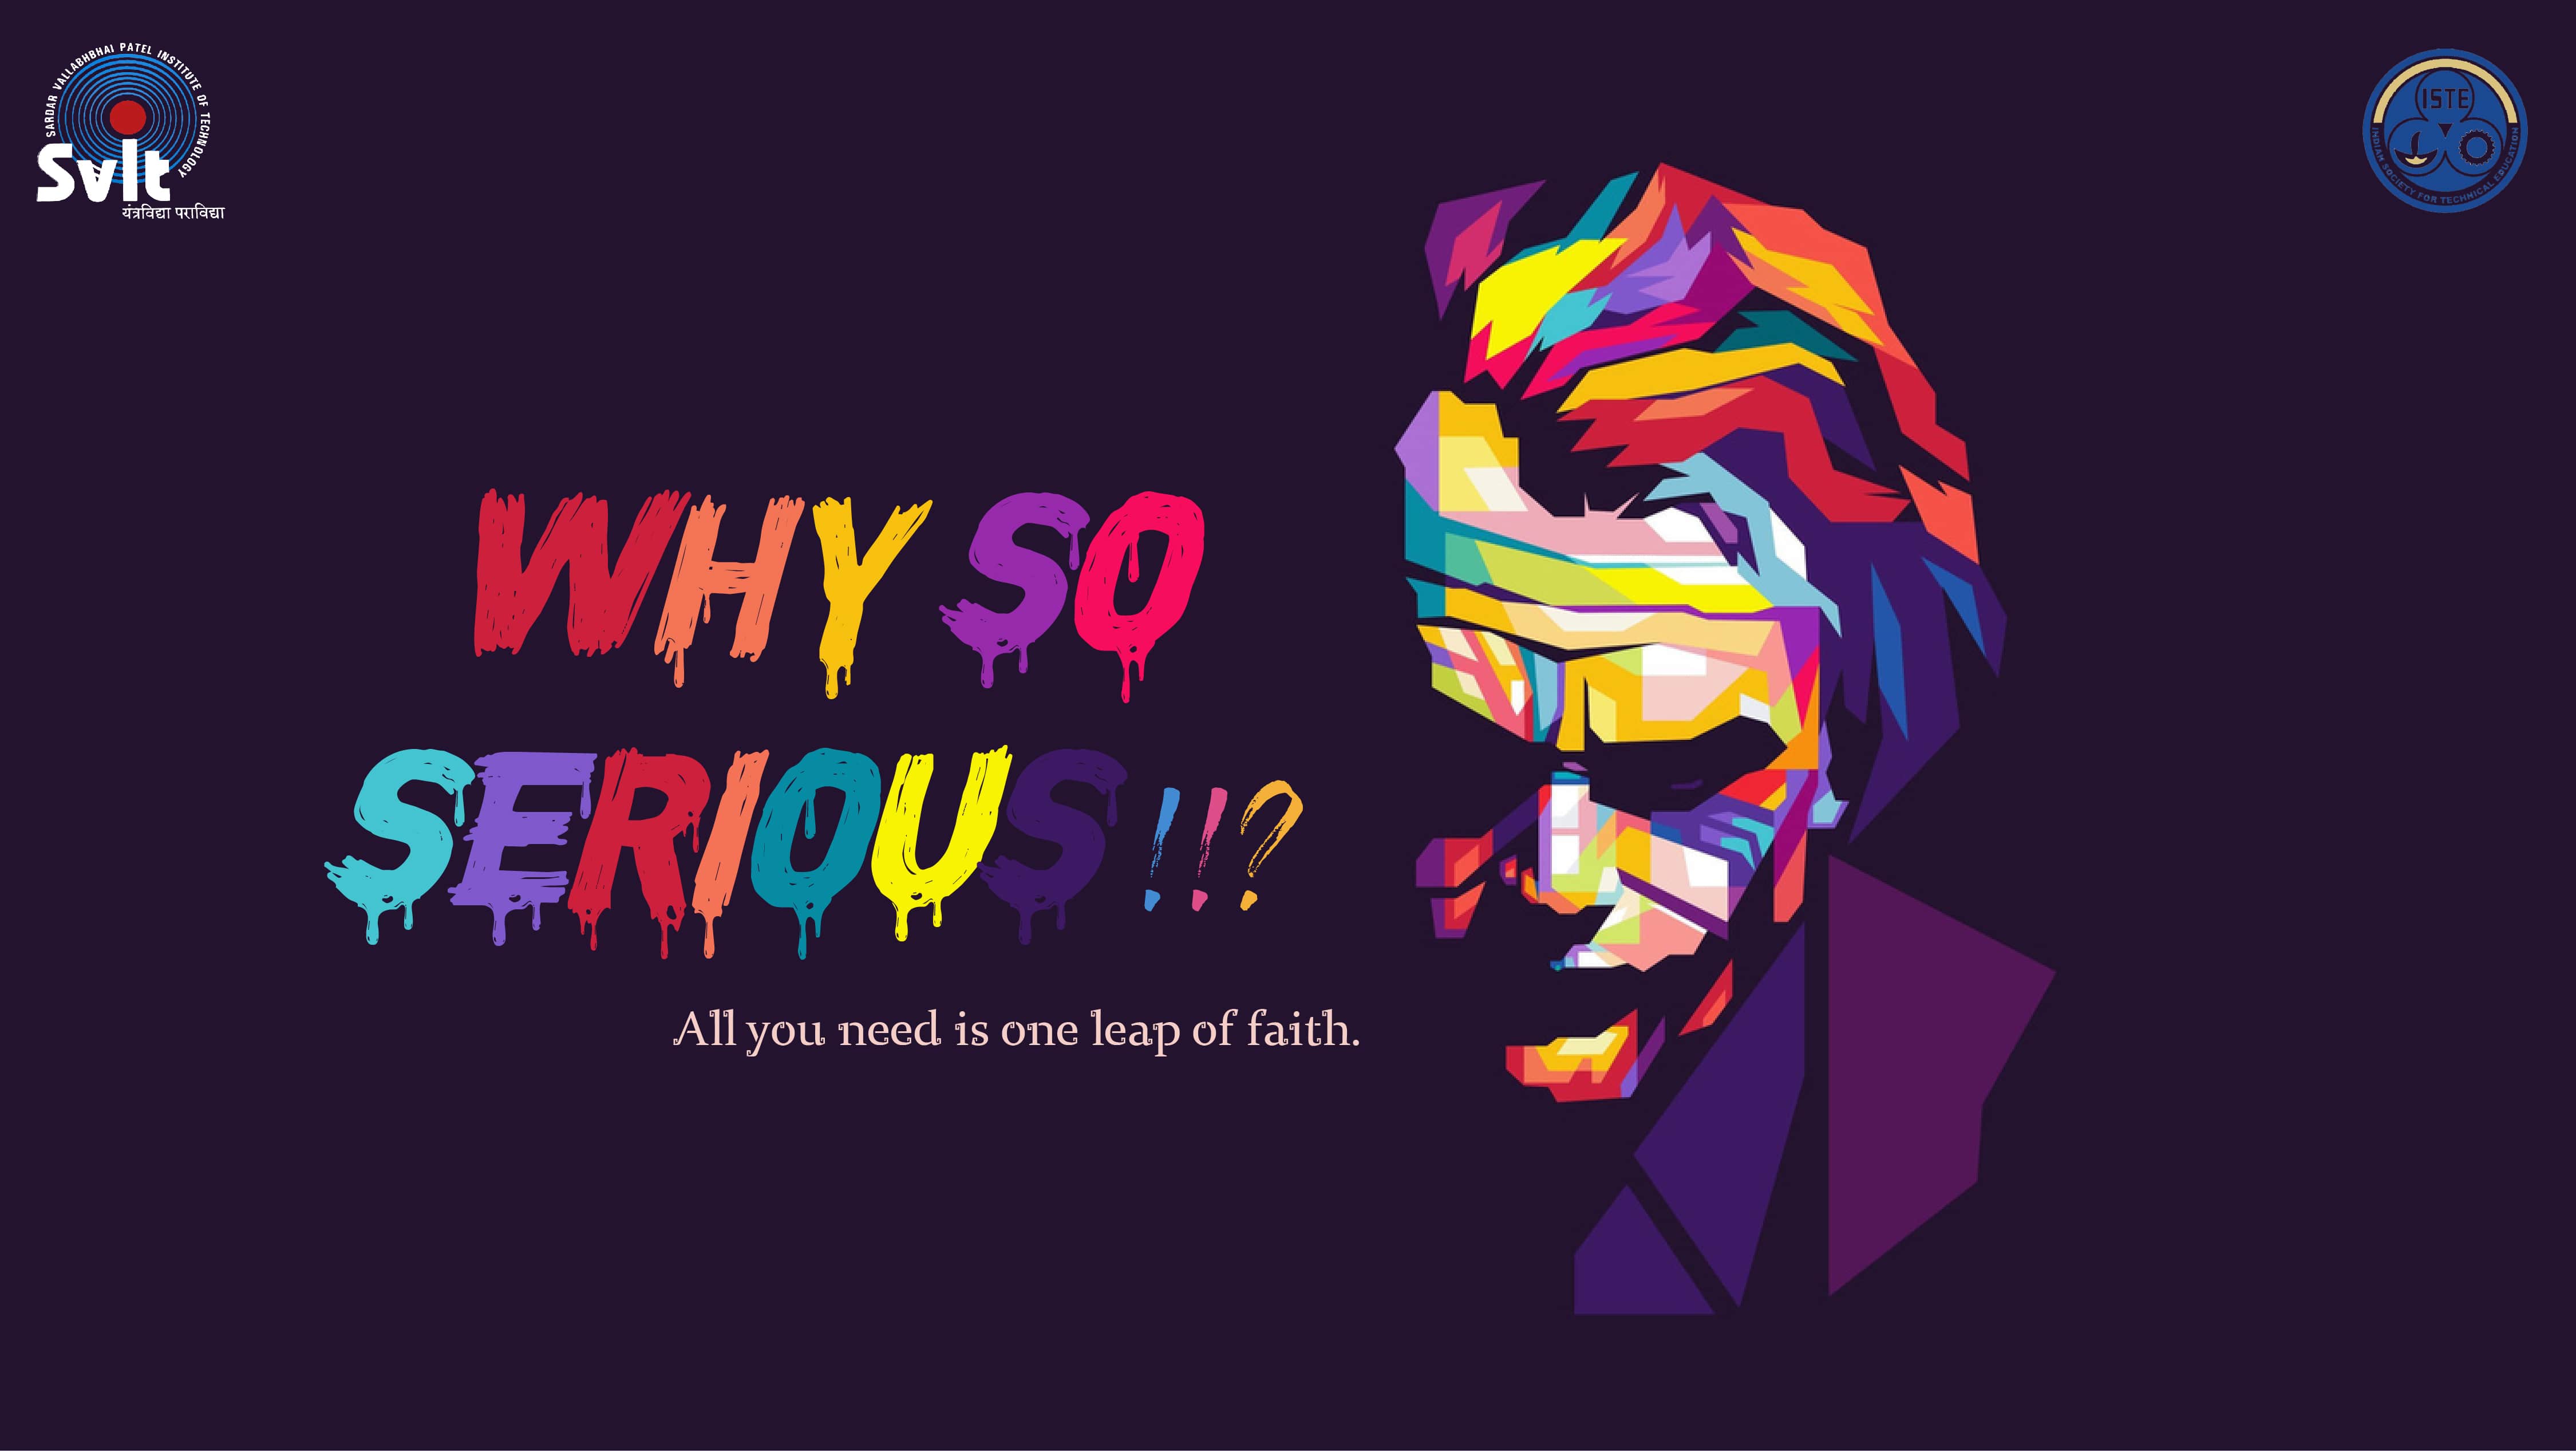 SARDAR VALLABHBHAI PATEL INSTITUTE OF TECHNOLOGY
SvIt
यंत्रविद्या पराविद्या
ISTE
INDIAN SOCIETY FOR TECHNICAL EDUCATION
WHY SO
SERIOUS !!?
All you need is one leap of faith.